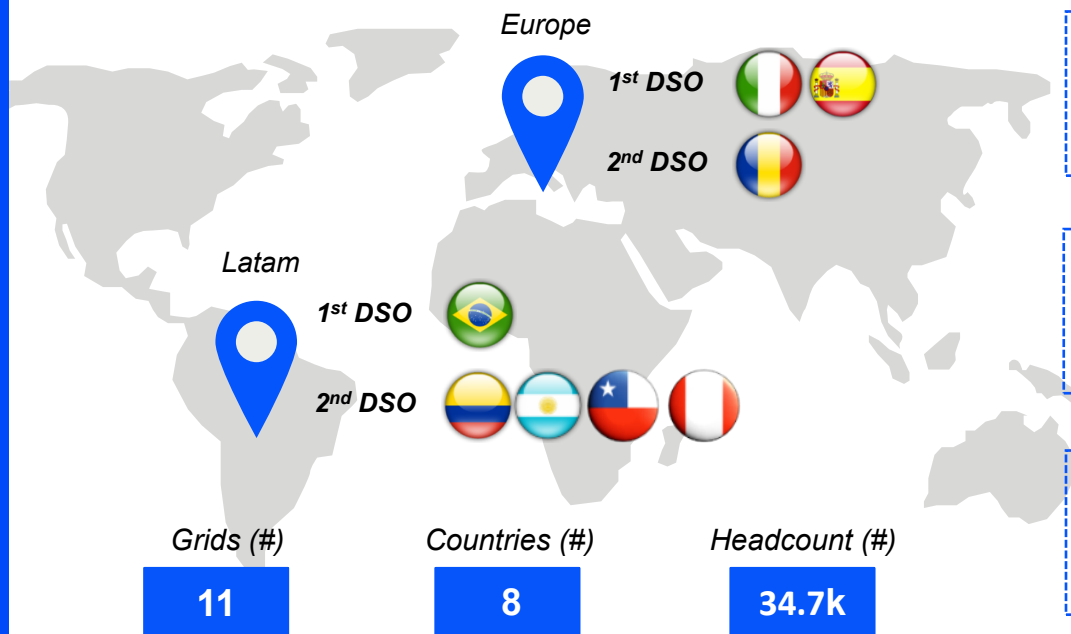 Europe
1st DSO
2nd DSO
Latam
1st DSO
2nd DSO
Grids (#)
Countries (#)
Headcount (#)
11
8
34.7k